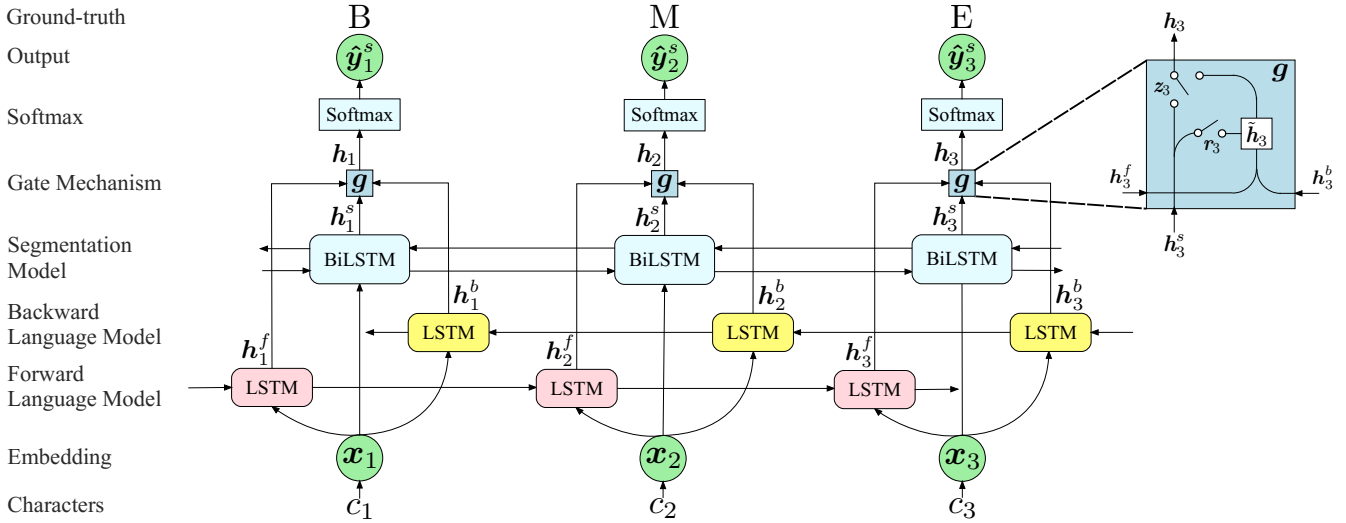 Ground-truth B M E
Output ŷ₁ˢ ŷ₂ˢ ŷ₃ˢ
Softmax Softmax Softmax Softmax
h₁ h₂ h₃
Gate Mechanism g g g
h₁ˢ h₂ˢ h₃ˢ
Segmentation
Model
BiLSTM BiLSTM BiLSTM
h₁ᵇ h₂ᵇ h₃ᵇ
Backward
Language Model
LSTM LSTM LSTM
h₁ᶠ h₂ᶠ h₃ᶠ
Forward
Language Model
LSTM LSTM LSTM
Embedding x₁ x₂ x₃
Characters c₁ c₂ c₃
h₃
g
z₃
r₃ h̃₃
h₃ᶠ h₃ᵇ
h₃ˢ